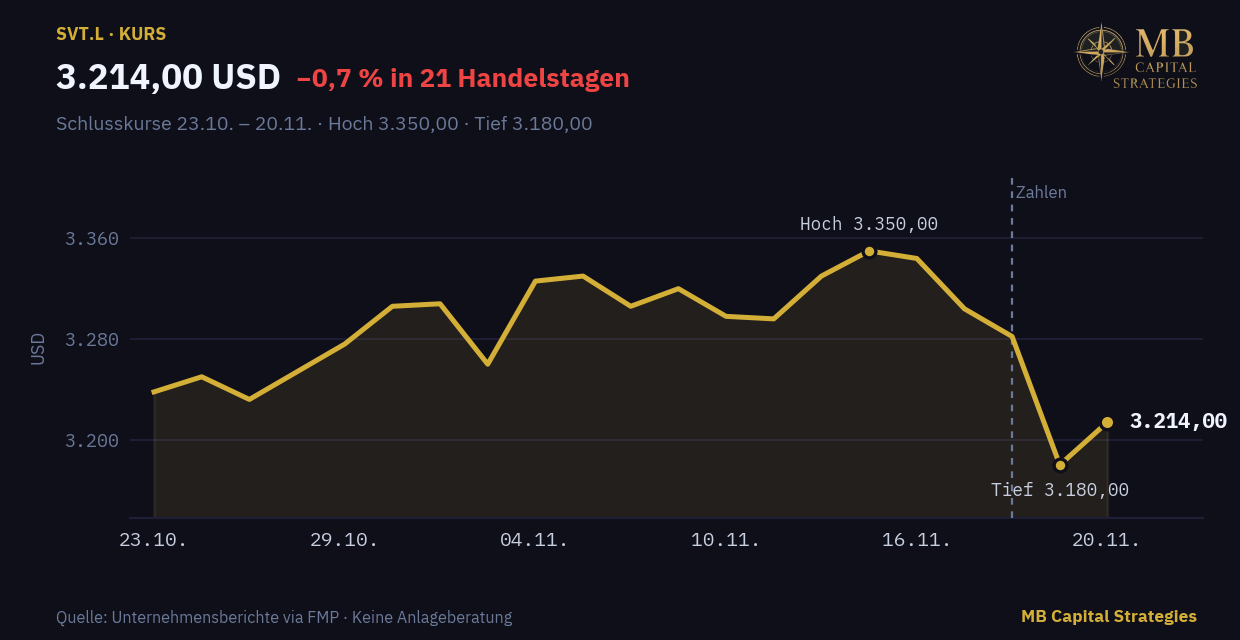 SVT.L · KURS
3.214,00 USD −0,7 % in 21 Handelstagen
Schlusskurse 23.10. – 20.11. · Hoch 3.350,00 · Tief 3.180,00
MB
CAPITAL
STRATEGIES
Zahlen
Hoch 3.350,00
3.360
3.280
USD
3.200
3.214,00
Tief 3.180,00
23.10. 29.10. 04.11. 10.11. 16.11. 20.11.
Quelle: Unternehmensberichte via FMP · Keine Anlageberatung
MB Capital Strategies